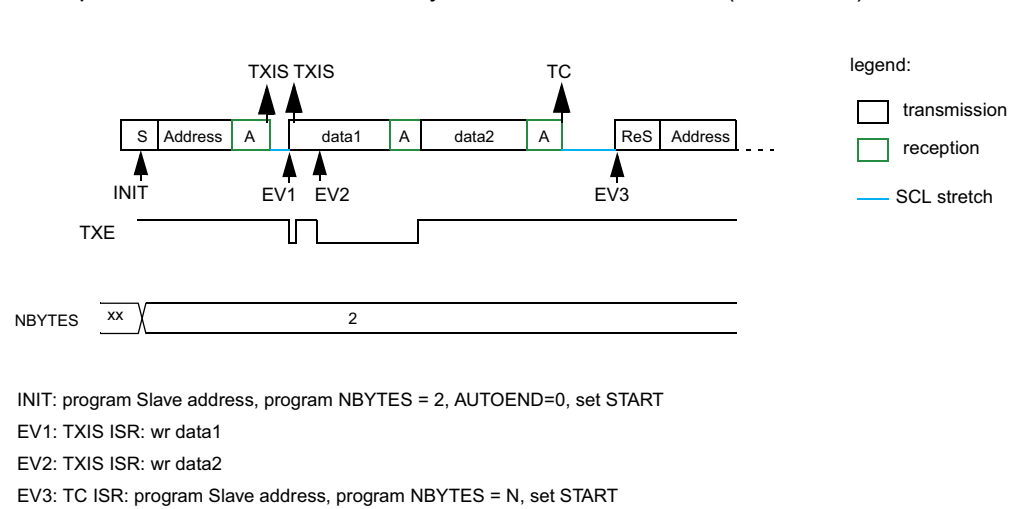 legend:
TXIS TXIS TC
transmission
S Address A data1 A data2 A ReS Address
reception
INIT EV1 EV2 EV3
SCL stretch
TXE
NBYTES xx 2
INIT: program Slave address, program NBYTES = 2, AUTOEND=0, set START
EV1: TXIS ISR: wr data1
EV2: TXIS ISR: wr data2
EV3: TC ISR: program Slave address, program NBYTES = N, set START